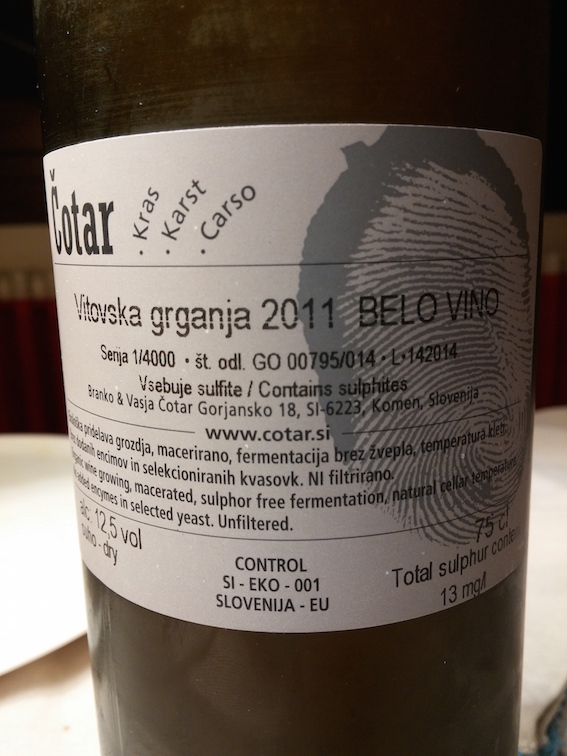 Čotar
· Kras
· Karst
· Carso
Vitovska grganja 2011 BELO VINO
Serija 1/4000 • št. odl. GO 00795/014 • L•142014
Vsebuje sulfite / Contains sulphites
Branko & Vasja Čotar Gorjansko 18, SI-6223, Komen, Slovenija
www.cotar.si
pridelava grozdja, macerirano, fermentacija brez žvepla, temperatura kleti,
dodanih encimov in selekcioniranih kvasovk. NI filtrirano.
wine growing, macerated, sulphor free fermentation, natural cellar temperature
enzymes in selected yeast. Unfiltered.
alc: 12,5 vol
suho - dry
75 cl
CONTROL
SI - EKO - 001
SLOVENIJA - EU
Total sulphur
13 mg/l